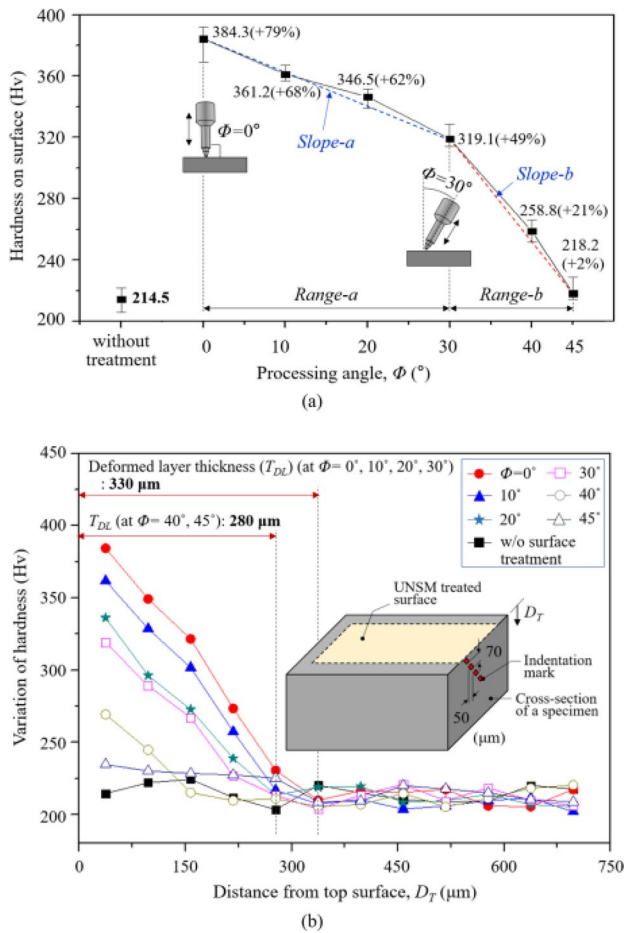 400
384.3(+79%)
346.5(+62%)
361.2(+68%)
360
Φ=0°
Slope-a
319.1(+49%)
320
Φ=30°
Slope-b
258.8(+21%)
280
218.2
(+2%)
240
214.5
Range-a
Range-b
200
without
treatment
0
10
20
30
40
45
Hardness on surface (Hv)
Processing angle, Φ (°)
(a)
450
Deformed layer thickness (T_DL) (at Φ= 0°, 10°, 20°, 30°)
: 330 μm
T_DL (at Φ= 40°, 45°): 280 μm
Φ=0°
30°
10°
40°
20°
45°
w/o surface
treatment
400
350
UNSM treated
surface
D_T
70
Indentation
mark
300
Cross-section
of a specimen
50
(μm)
250
200
0
150
300
450
600
750
Variation of hardness (Hv)
Distance from top surface, D_T (μm)
(b)